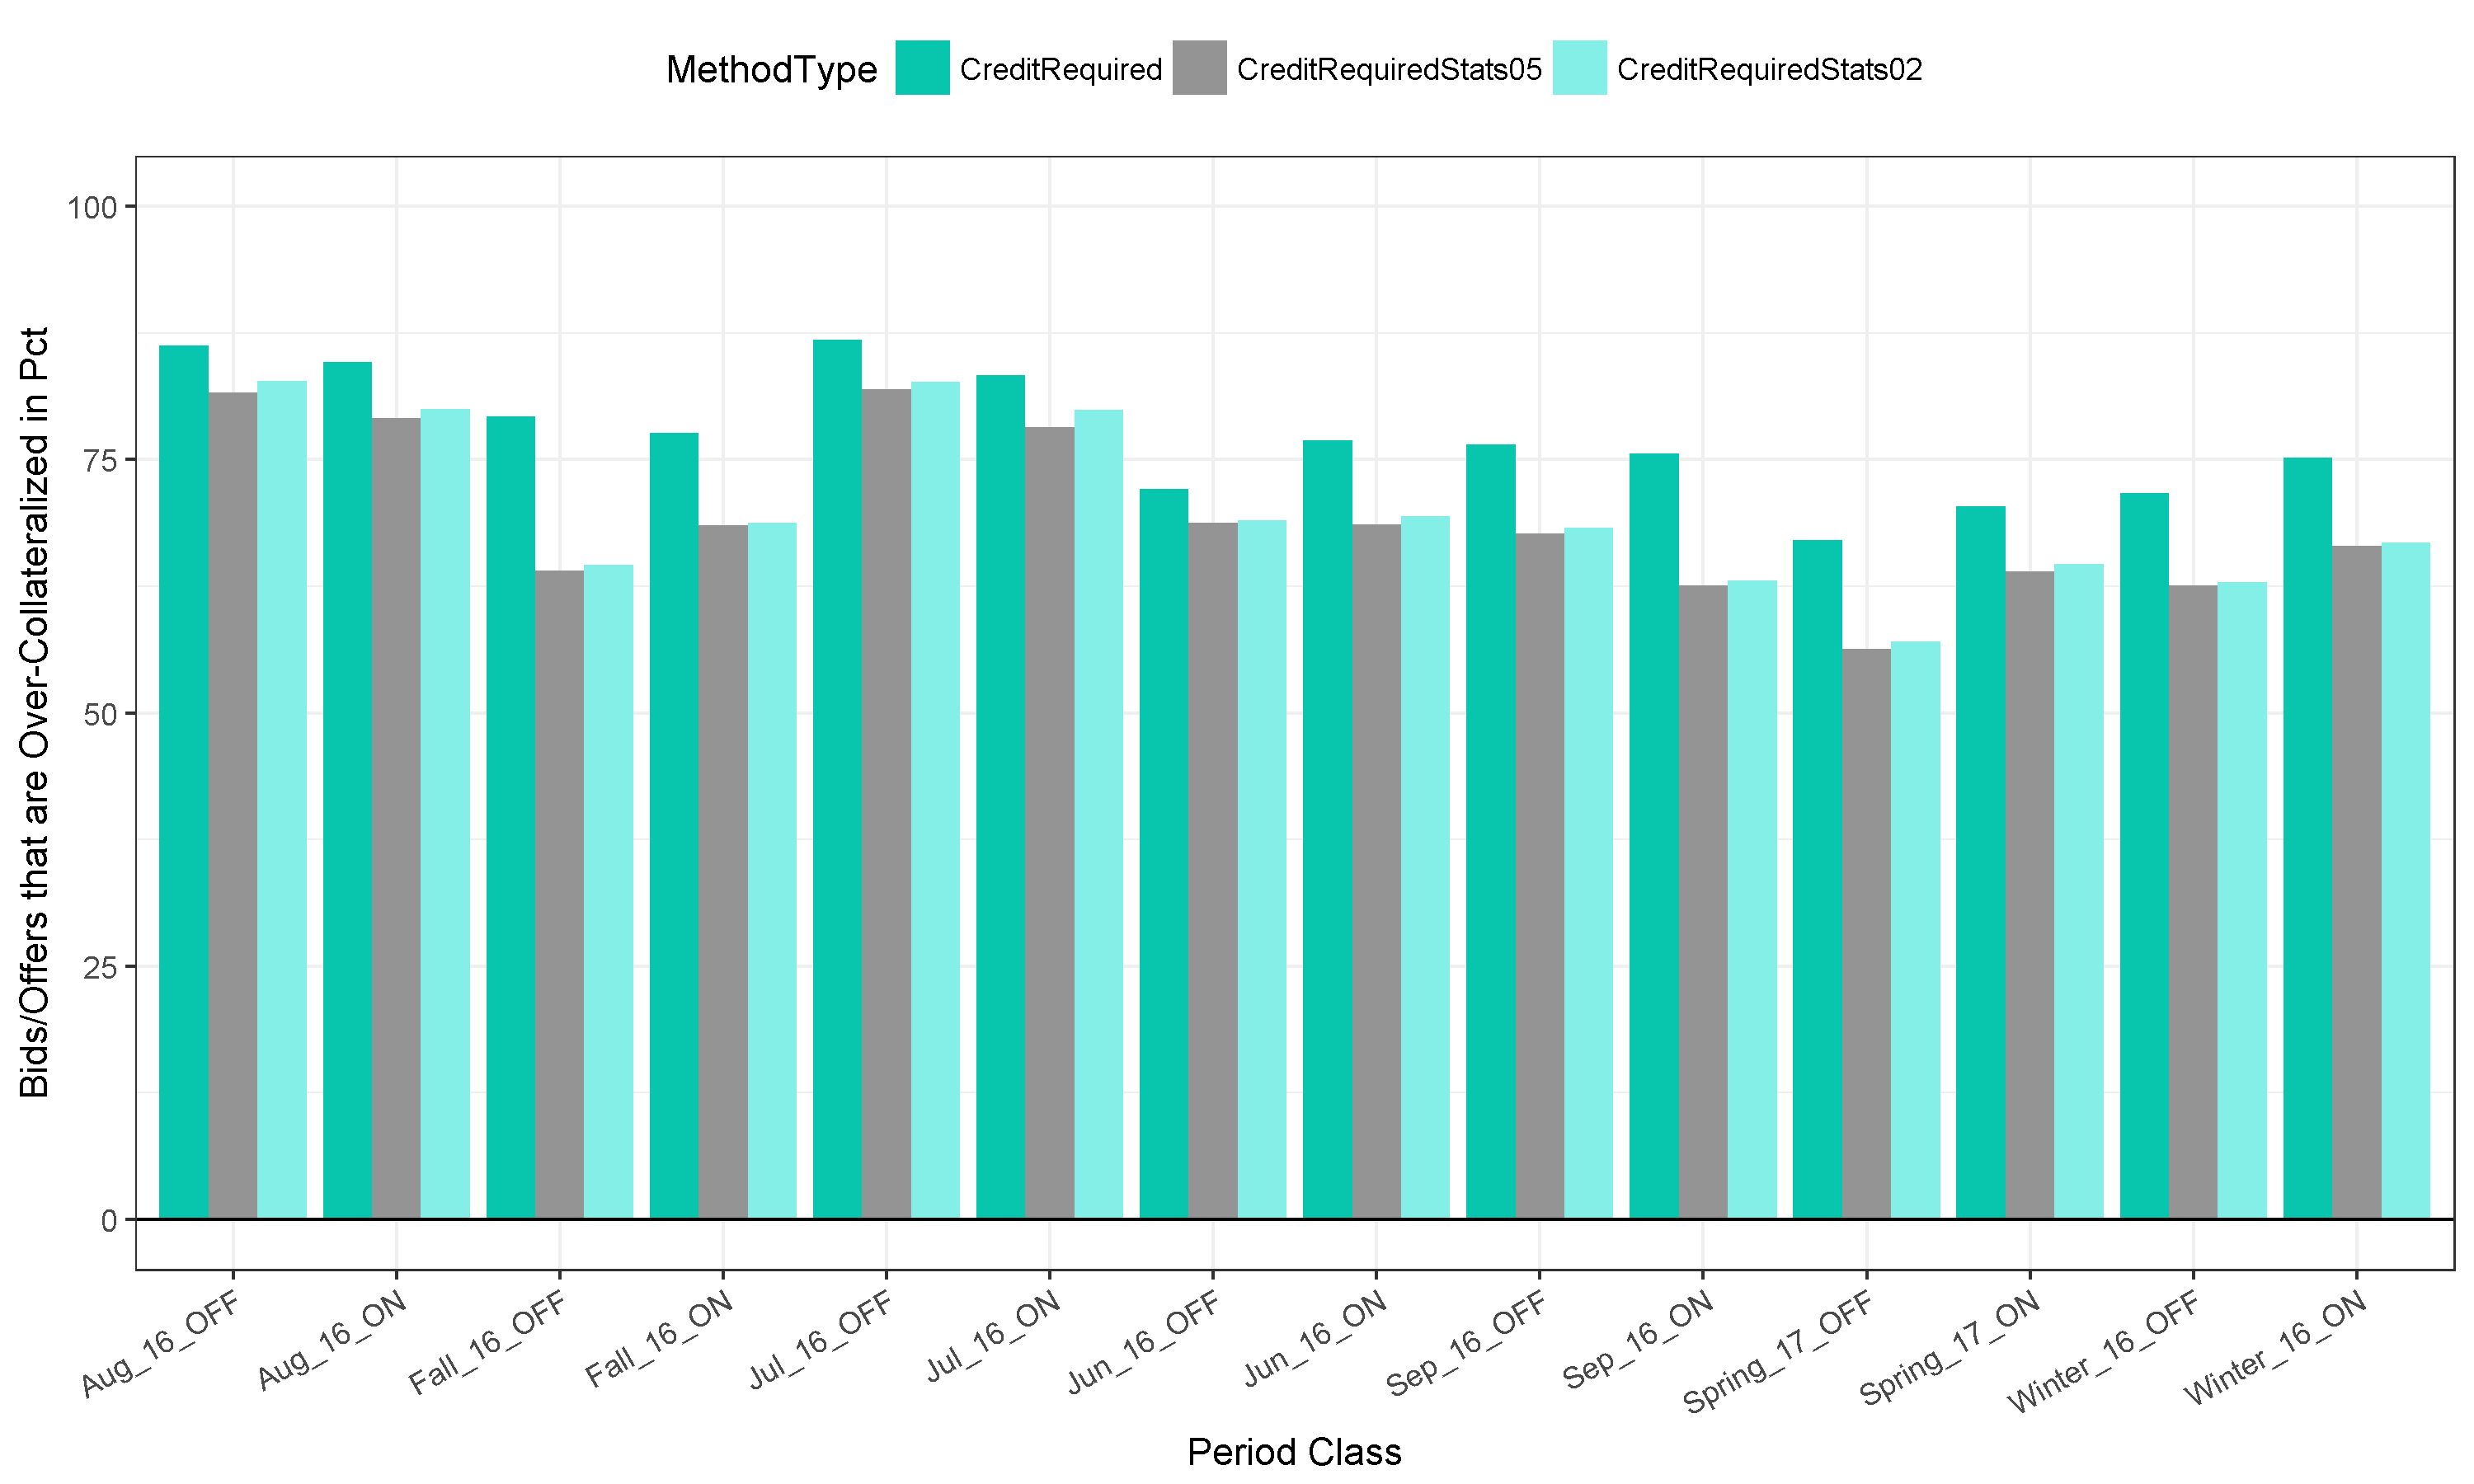 MethodType CreditRequired CreditRequiredStats05 CreditRequiredStats02
Bids/Offers that are Over-Collateralized in Pct
100
75
50
25
0
Aug_16_OFF Aug_16_ON Fall_16_OFF Fall_16_ON Jul_16_OFF Jul_16_ON Jun_16_OFF Jun_16_ON Sep_16_OFF Sep_16_ON Spring_17_OFF Spring_17_ON Winter_16_OFF Winter_16_ON
Period Class